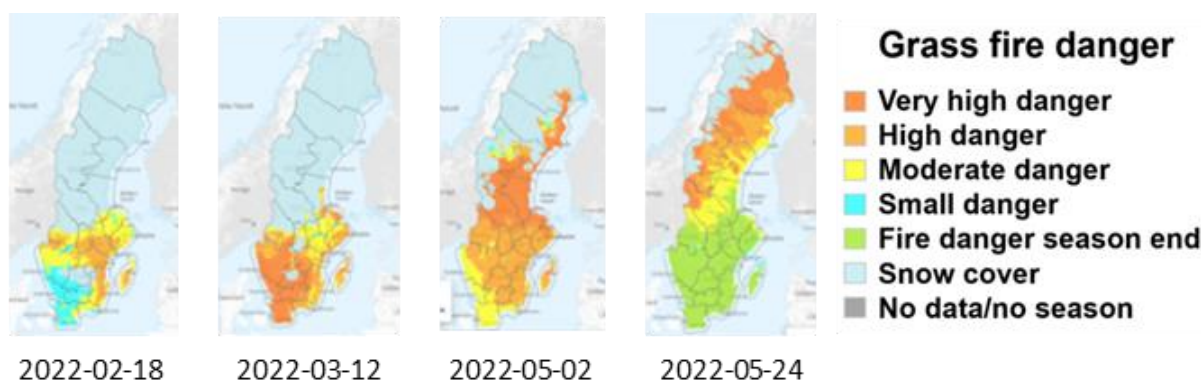 Grass fire danger
Very high danger
High danger
Moderate danger
Small danger
Fire danger season end
Snow cover
No data/no season
2022-02-18
2022-03-12
2022-05-02
2022-05-24